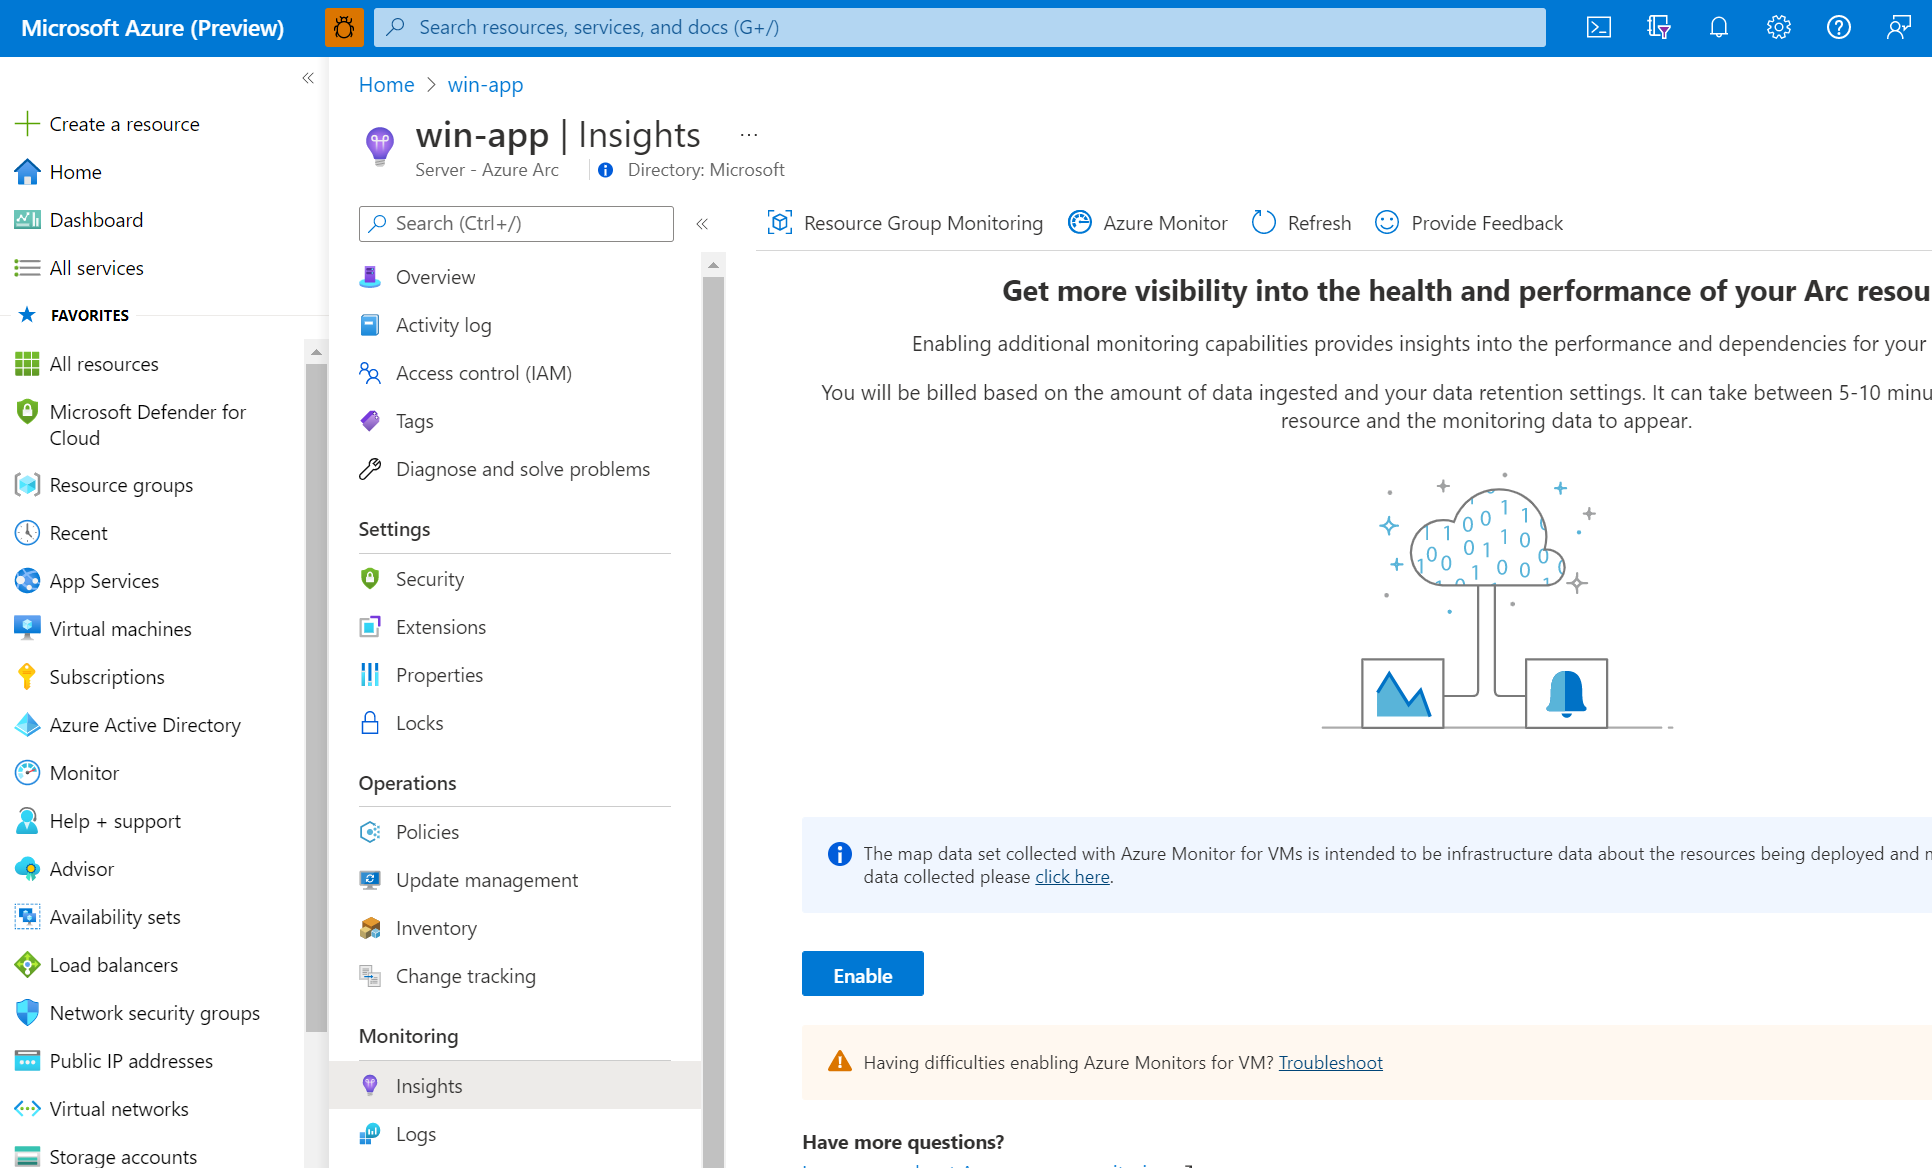 Microsoft Azure (Preview)
Search resources, services, and docs (G+/)
Create a resource
Home
Dashboard
All services
FAVORITES
All resources
Microsoft Defender for
Cloud
Resource groups
Recent
App Services
Virtual machines
Subscriptions
Azure Active Directory
Monitor
Help + support
Advisor
Availability sets
Load balancers
Network security groups
Public IP addresses
Virtual networks
Storage accounts
Home > win-app
win-app | Insights ...
Server - Azure Arc
Directory: Microsoft
Search (Ctrl+/)
Overview
Activity log
Access control (IAM)
Tags
Diagnose and solve problems
Settings
Security
Extensions
Properties
Locks
Operations
Policies
Update management
Inventory
Change tracking
Monitoring
Insights
Logs
Resource Group Monitoring
Azure Monitor
Refresh
Provide Feedback
Get more visibility into the health and performance of your Arc resou
Enabling additional monitoring capabilities provides insights into the performance and dependencies for your
You will be billed based on the amount of data ingested and your data retention settings. It can take between 5-10 minu
resource and the monitoring data to appear.
The map data set collected with Azure Monitor for VMs is intended to be infrastructure data about the resources being deployed and
data collected please click here.
Enable
Having difficulties enabling Azure Monitors for VM? Troubleshoot
Have more questions?